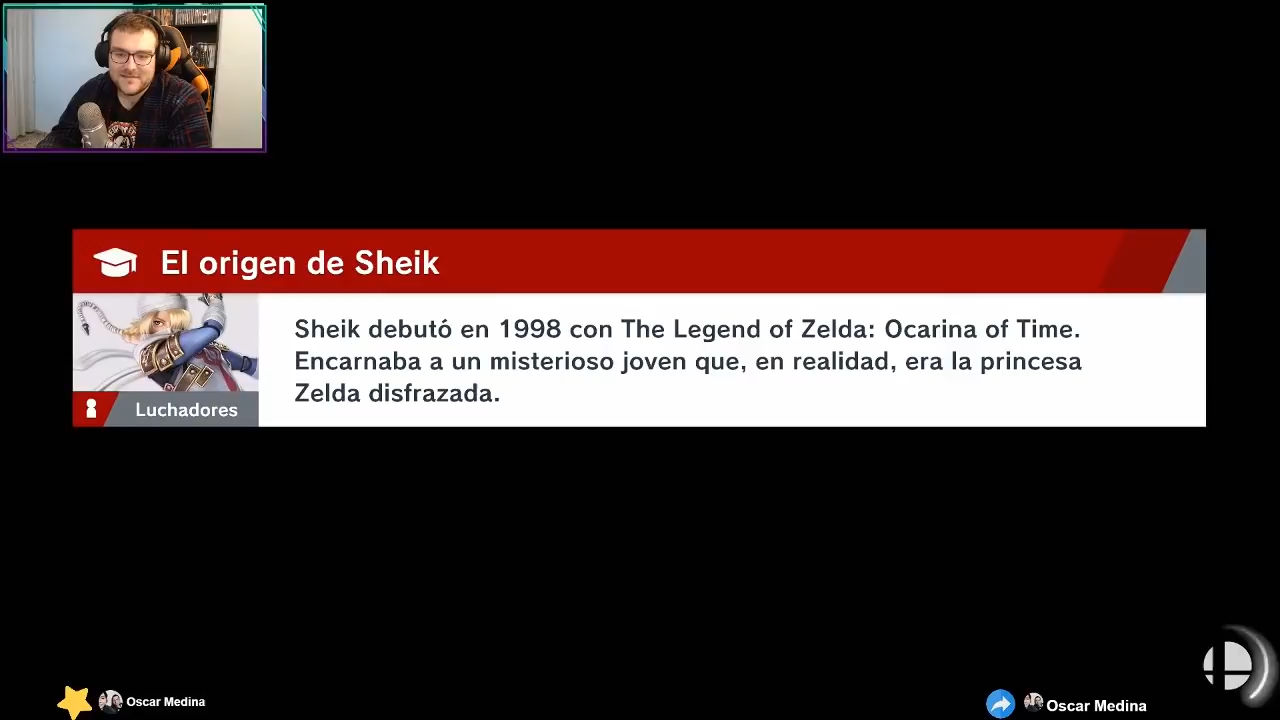 El origen de Sheik
Sheik debutó en 1998 con The Legend of Zelda: Ocarina of Time.
Encarnaba a un misterioso joven que, en realidad, era la princesa
Zelda disfrazada.
Luchadores
Oscar Medina
Oscar Medina